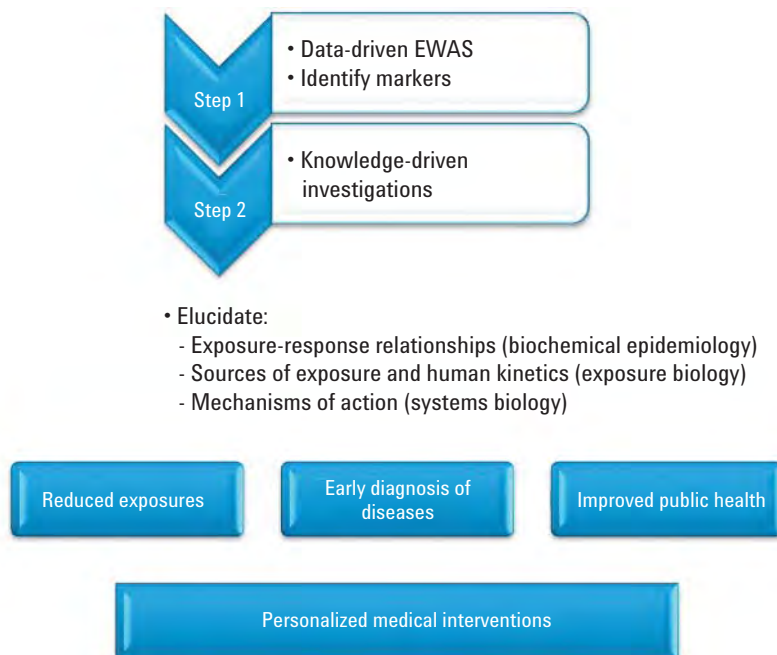 Step 1
• Data-driven EWAS
• Identify markers
Step 2
• Knowledge-driven
investigations
• Elucidate:
- Exposure-response relationships (biochemical epidemiology)
- Sources of exposure and human kinetics (exposure biology)
- Mechanisms of action (systems biology)
Reduced exposures
Early diagnosis of
diseases
Improved public health
Personalized medical interventions